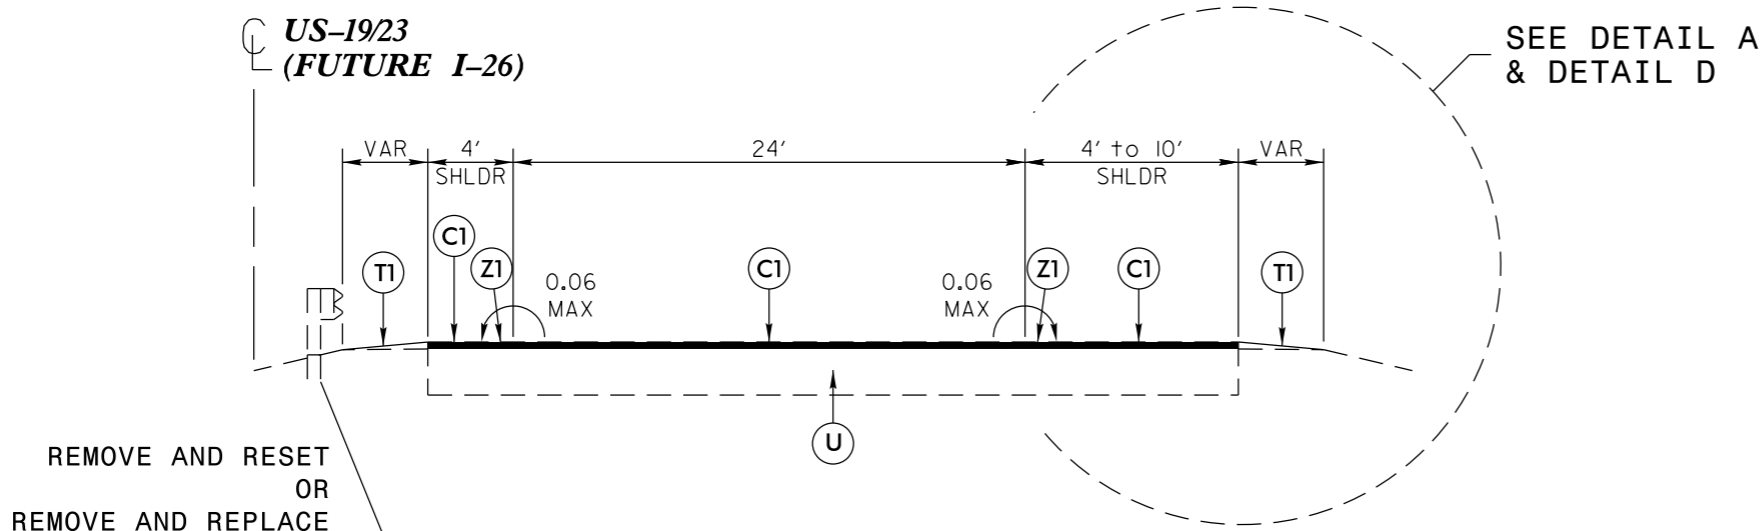 ℄ US-19/23
(FUTURE I-26)
SEE DETAIL A
& DETAIL D
VAR 4' 24' 4' to 10' VAR
SHLDR SHLDR
C1
T1 Z1 C1 Z1 C1 T1
0.06 0.06
MAX MAX
U
REMOVE AND RESET
OR
REMOVE AND REPLACE